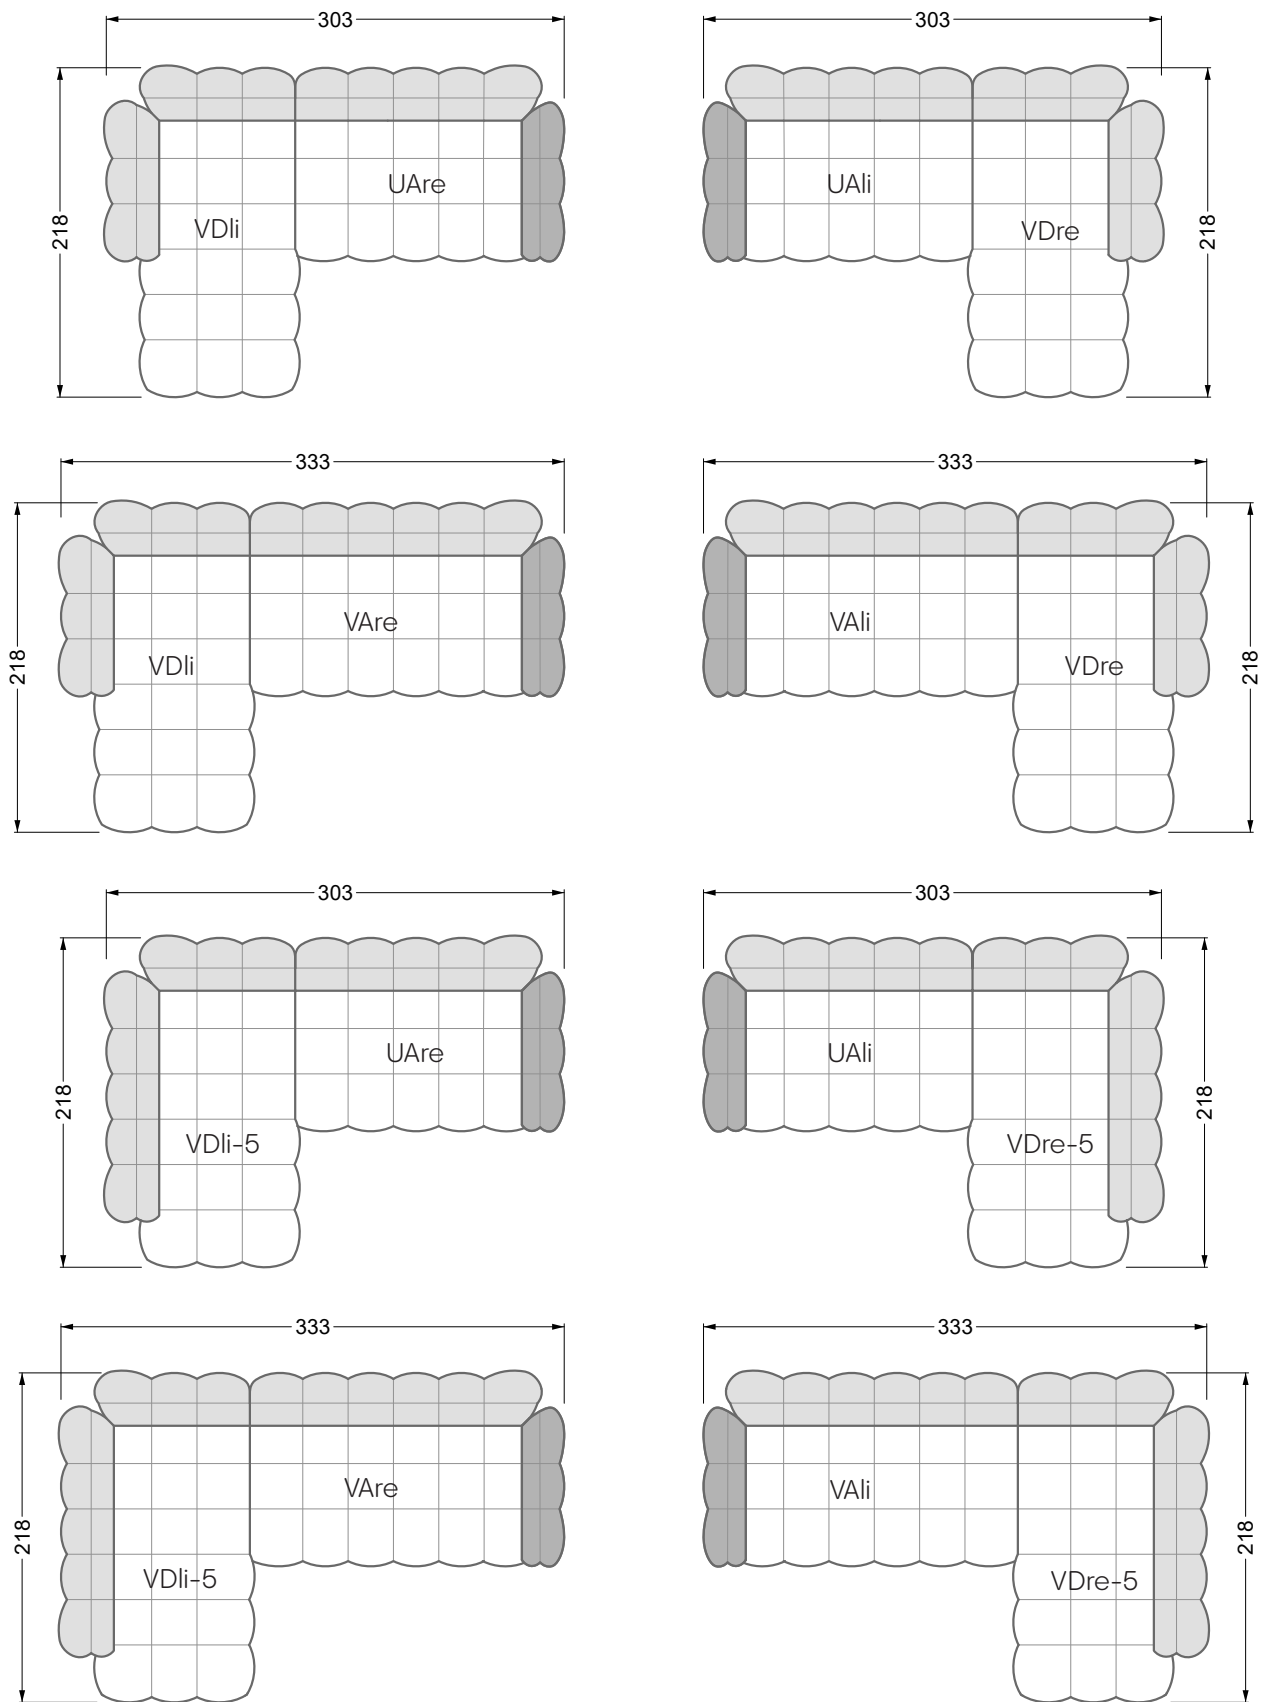 303
303
218
UAre
VDli
UAli
VDre
218
333
333
218
VAre
VDli
VAli
VDre
218
303
303
218
UAre
VDli-5
UAli
VDre-5
218
333
333
218
VAre
VDli-5
VAli
VDre-5
218